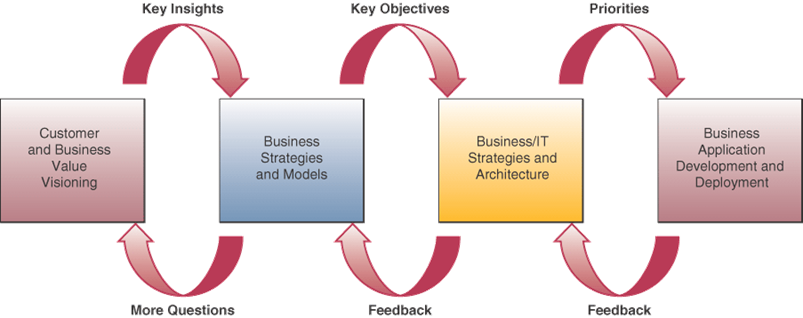 Key Insights
Key Objectives
Priorities
Customer
and Business
Value
Visioning
Business
Strategies
and Models
Business/IT
Strategies and
Architecture
Business
Application
Development and
Deployment
More Questions
Feedback
Feedback